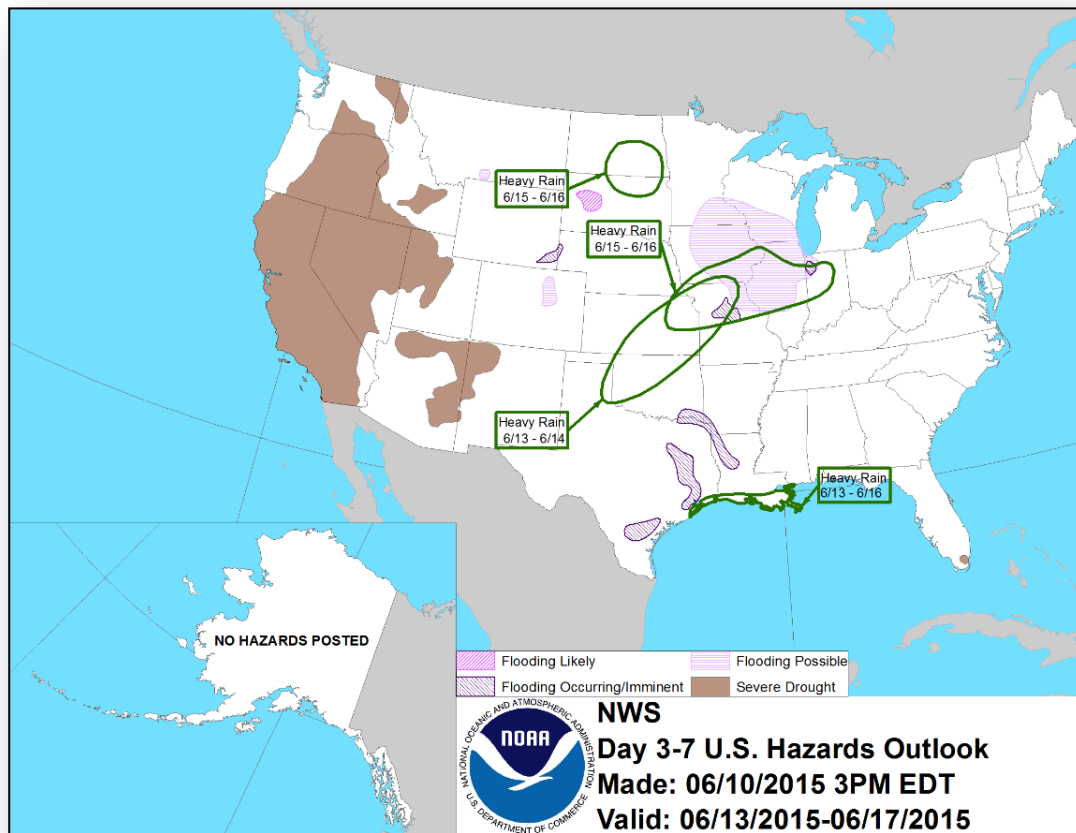 Heavy Rain
6/15 - 6/16
Heavy Rain
6/15 - 6/16
Heavy Rain
6/13 - 6/14
Heavy Rain
6/13 - 6/16
NO HAZARDS POSTED
Flooding Likely
Flooding Possible
Flooding Occurring/Imminent
Severe Drought
NATIONAL OCEANIC AND ATMOSPHERIC ADMINISTRATION
NOAA
U.S. DEPARTMENT OF COMMERCE
NWS
Day 3-7 U.S. Hazards Outlook
Made: 06/10/2015 3PM EDT
Valid: 06/13/2015-06/17/2015